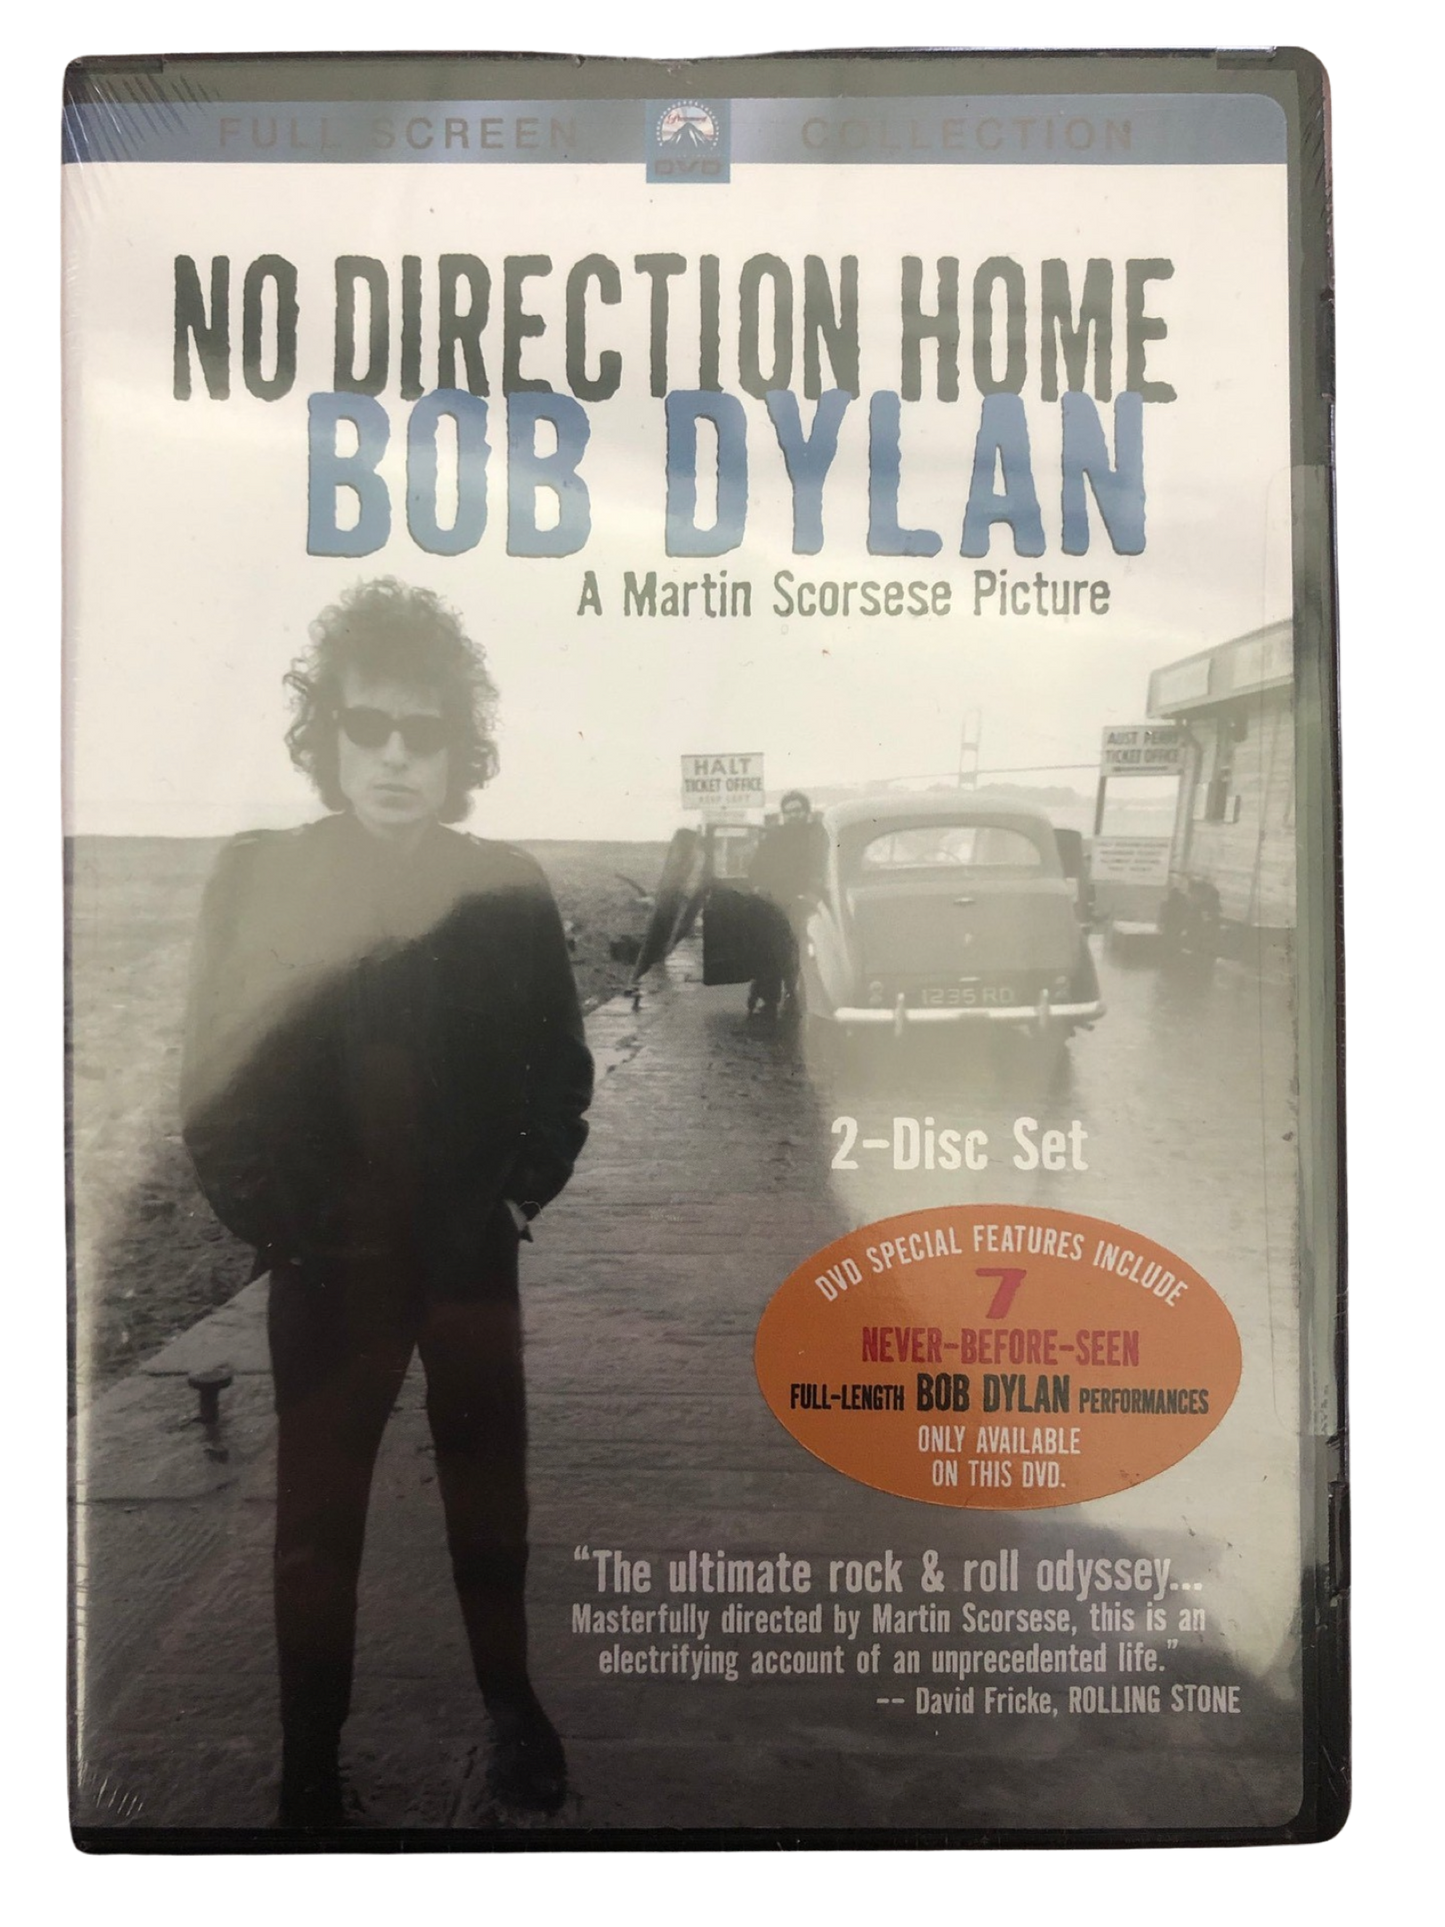 FULL SCREEN COLLECTION
Paramount
DVD
NO DIRECTION HOME
BOB DYLAN
A Martin Scorsese Picture
HALT
TICKET OFFICE
KEEP LEFT
AUST FERRY
TICKET OFFICE
1235 RD
2-Disc Set
DVD SPECIAL FEATURES INCLUDE
7
NEVER-BEFORE-SEEN
FULL-LENGTH BOB DYLAN PERFORMANCES
ONLY AVAILABLE
ON THIS DVD.
“The ultimate rock & roll odyssey...
Masterfully directed by Martin Scorsese, this is an
electrifying account of an unprecedented life.”
-- David Fricke, ROLLING STONE